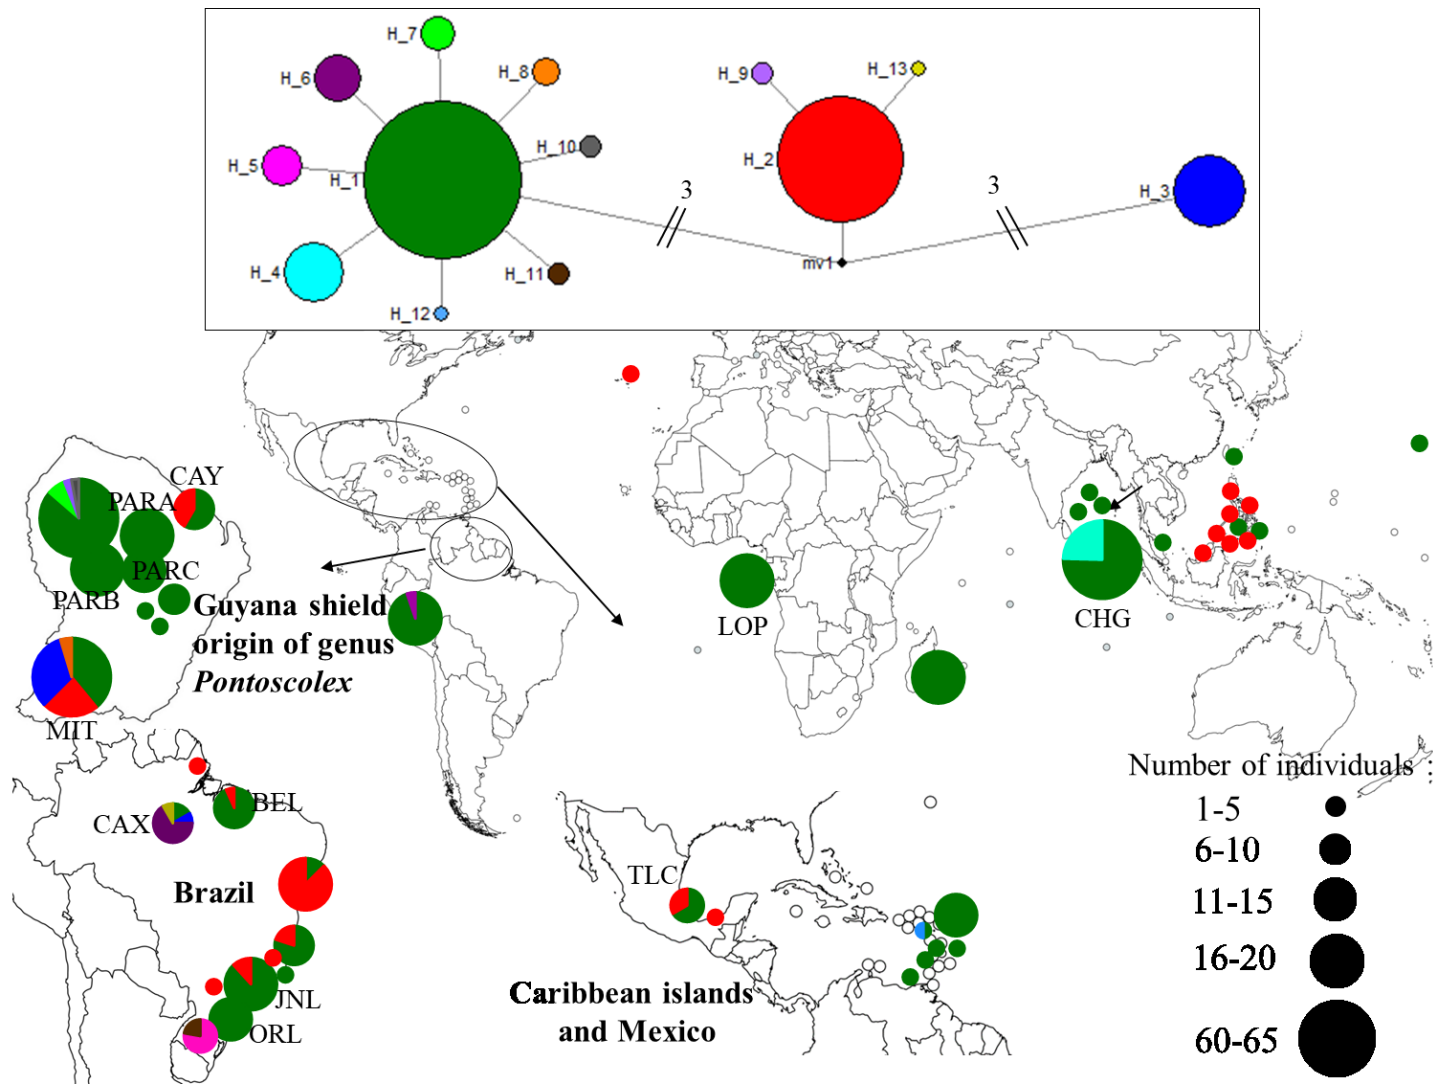 H_7
H_6
H_8
H_9
H_13
H_10
H_2
H_5
H_1
3
3
H_3
H_4
H_11
mv1
H_12
CAY
PARA
PARC
PARB
Guyana shield
origin of genus
Pontoscolex
LOP
CHG
MIT
Number of individuals :
1-5
BEL
CAX
6-10
TLC
Brazil
11-15
16-20
JNL
Caribbean islands
and Mexico
ORL
60-65